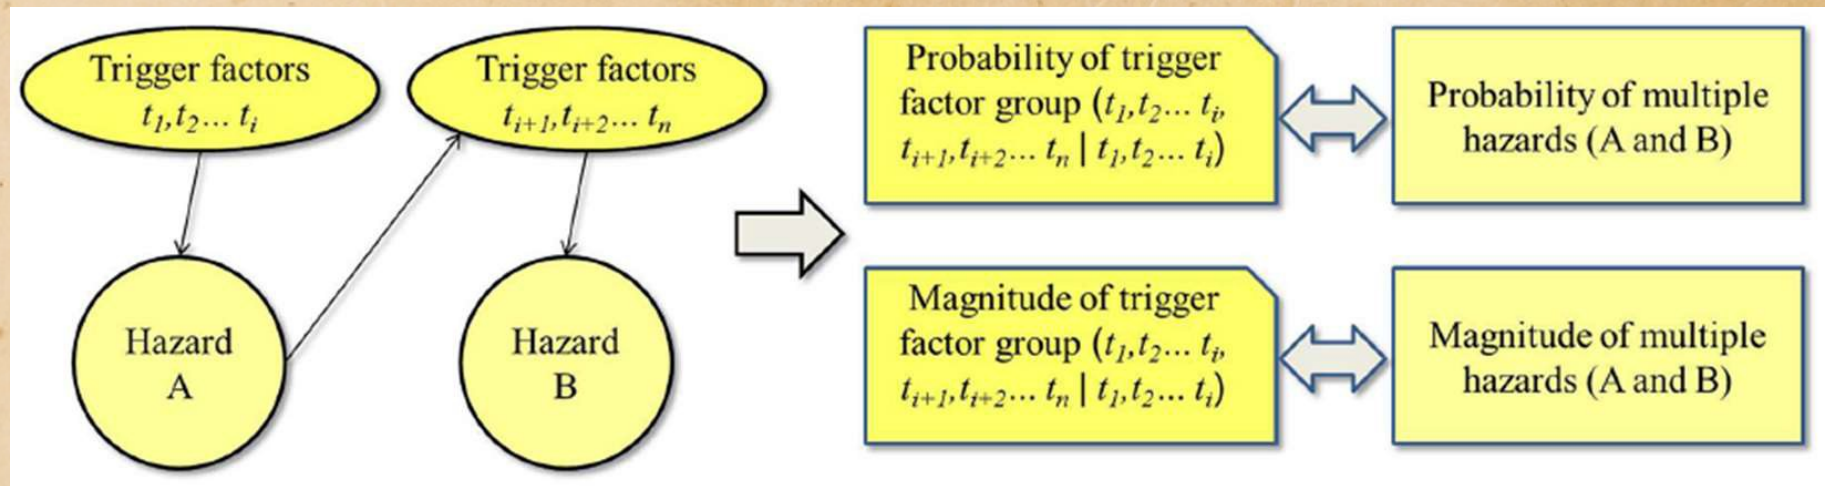 Trigger factors
t1,t2... ti
Trigger factors
ti+1,ti+2... tn
Hazard
A
Hazard
B
Probability of trigger
factor group (t1,t2... ti,
ti+1,ti+2... tn | t1,t2... ti)
Probability of multiple
hazards (A and B)
Magnitude of trigger
factor group (t1,t2... ti,
ti+1,ti+2... tn | t1,t2... ti)
Magnitude of multiple
hazards (A and B)